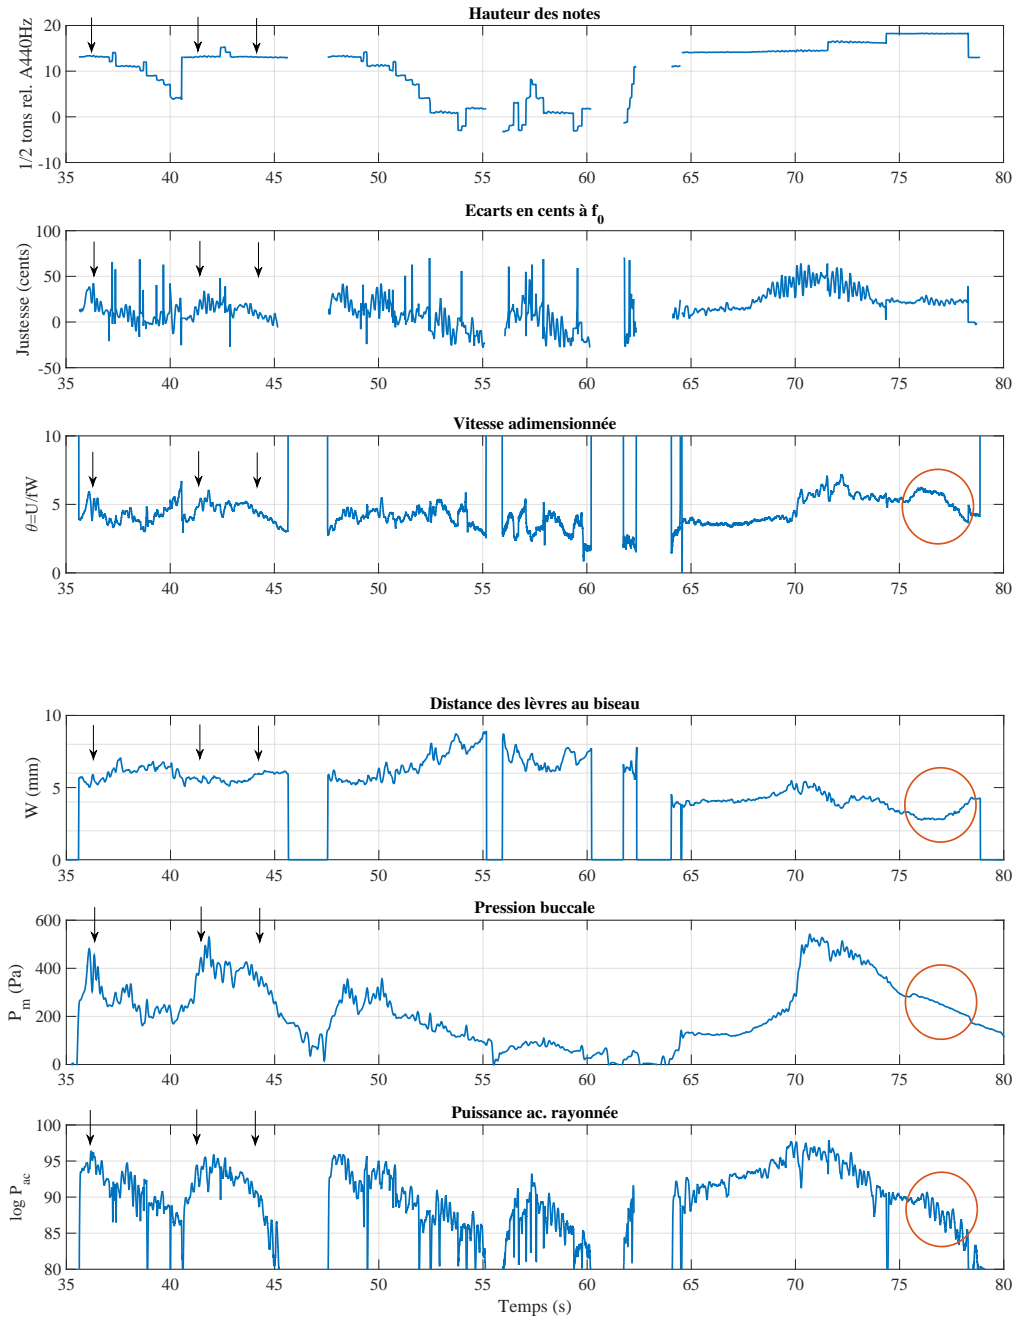 Hauteur des notes
1/2 tons rel. A440Hz
20
10
0
-10
35 40 45 50 55 60 65 70 75 80
Ecarts en cents à f0
Justesse (cents)
100
50
0
-50
35 40 45 50 55 60 65 70 75 80
Vitesse adimensionnée
θ=U/fW
10
5
0
35 40 45 50 55 60 65 70 75 80
Distance des lèvres au biseau
W (mm)
10
5
0
35 40 45 50 55 60 65 70 75 80
Pression buccale
Pm (Pa)
600
400
200
0
35 40 45 50 55 60 65 70 75 80
Puissance ac. rayonnée
log Pac
100
95
90
85
80
35 40 45 50 55 60 65 70 75 80
Temps (s)